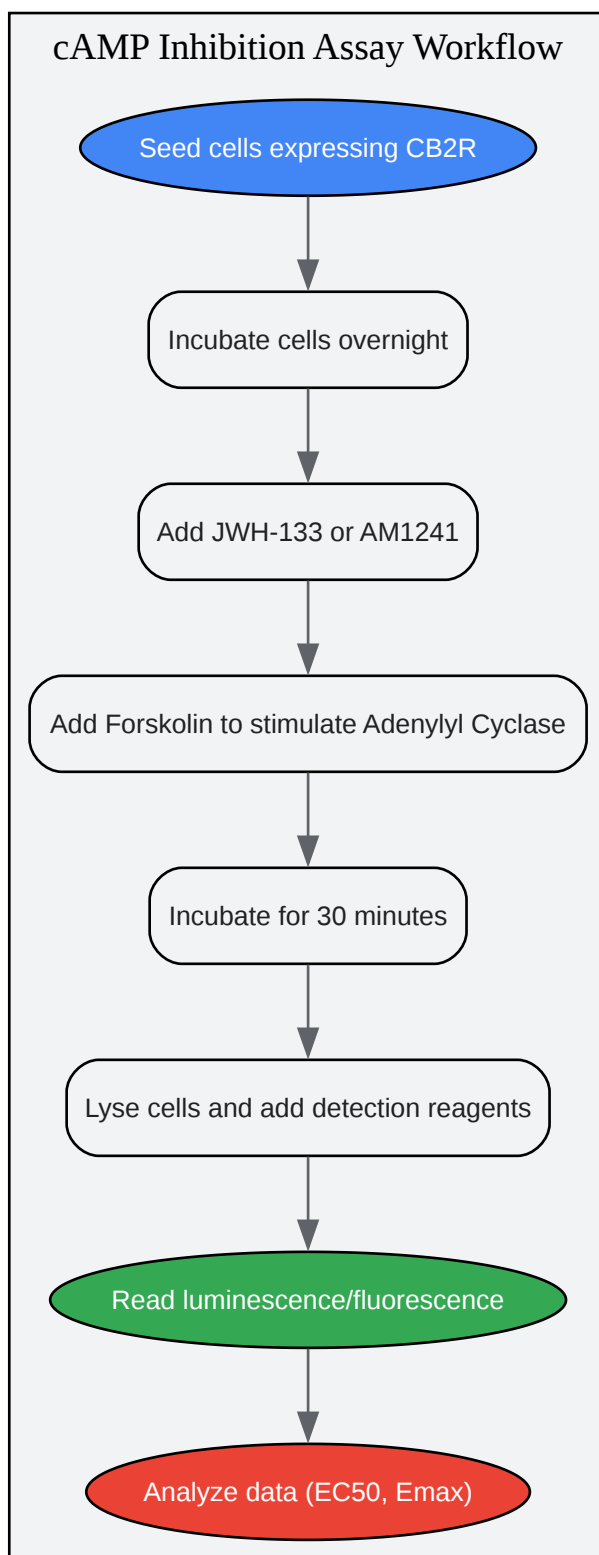 cAMP Inhibition Assay Workflow
Seed cells expressing CB2R
Incubate cells overnight
Add JWH-133 or AM1241
Add Forskolin to stimulate Adenylyl Cyclase
Incubate for 30 minutes
Lyse cells and add detection reagents
Read luminescence/fluorescence
Analyze data (EC50, Emax)